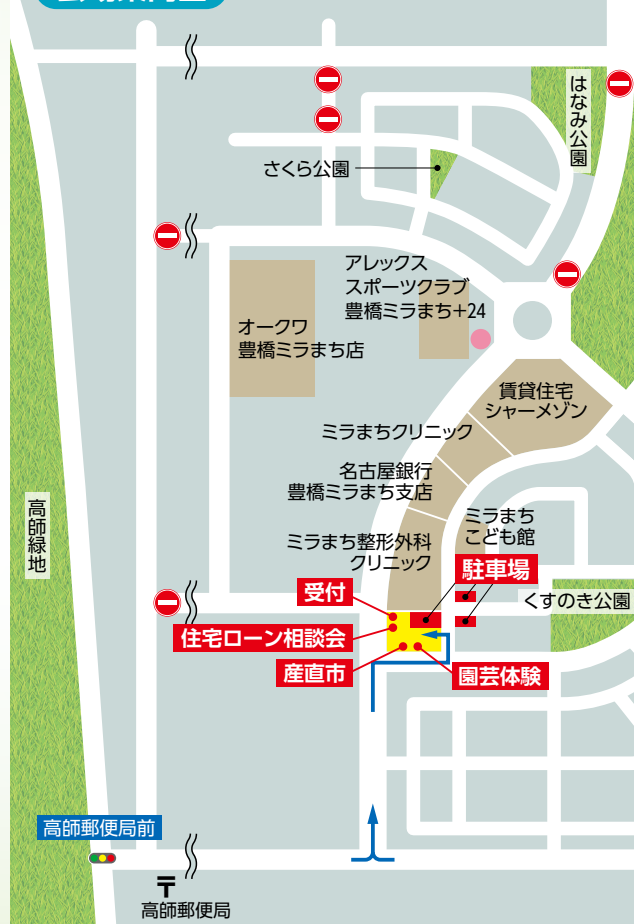 はなみ公園
さくら公園
アレックス
スポーツクラブ
豊橋ミラまち+24
オークワ
豊橋ミラまち店
賃貸住宅
シャーメゾン
ミラまちクリニック
名古屋銀行
豊橋ミラまち支店
ミラまち
こども館
ミラまち整形外科
クリニック
高師緑地
駐車場
受付
くすのき公園
住宅ローン相談会
産直市
園芸体験
高師郵便局前
〒
高師郵便局